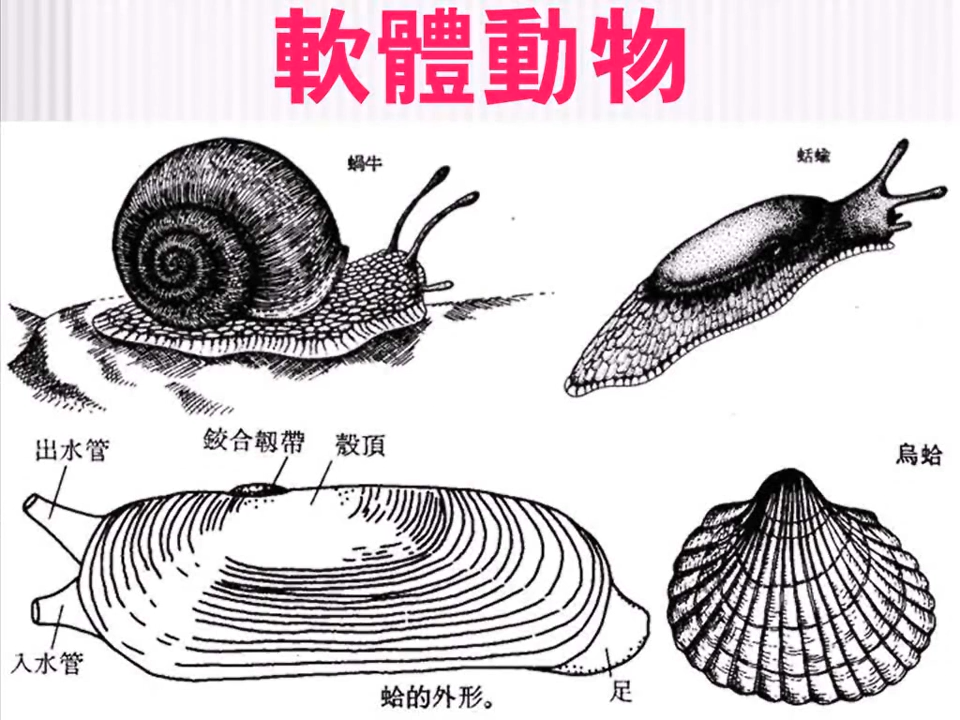 軟體動物
蝸牛
蛞蝓
出水管
鉸合韌帶
殼頂
烏蛤
入水管
足
蛤的外形。